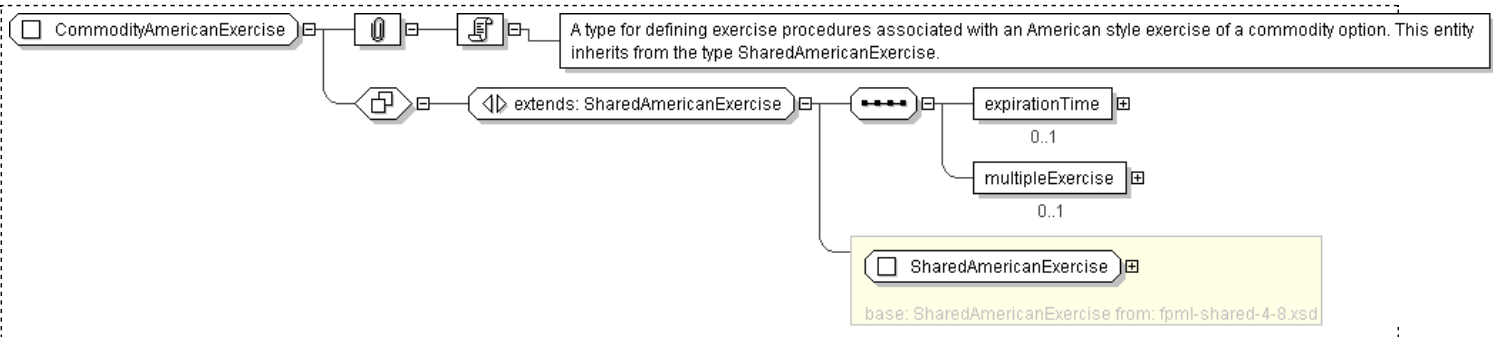 CommodityAmericanExercise
A type for defining exercise procedures associated with an American style exercise of a commodity option. This entity
inherits from the type SharedAmericanExercise.
extends: SharedAmericanExercise
expirationTime
0..1
multipleExercise
0..1
SharedAmericanExercise
base: SharedAmericanExercise from: fpml-shared-4-8.xsd